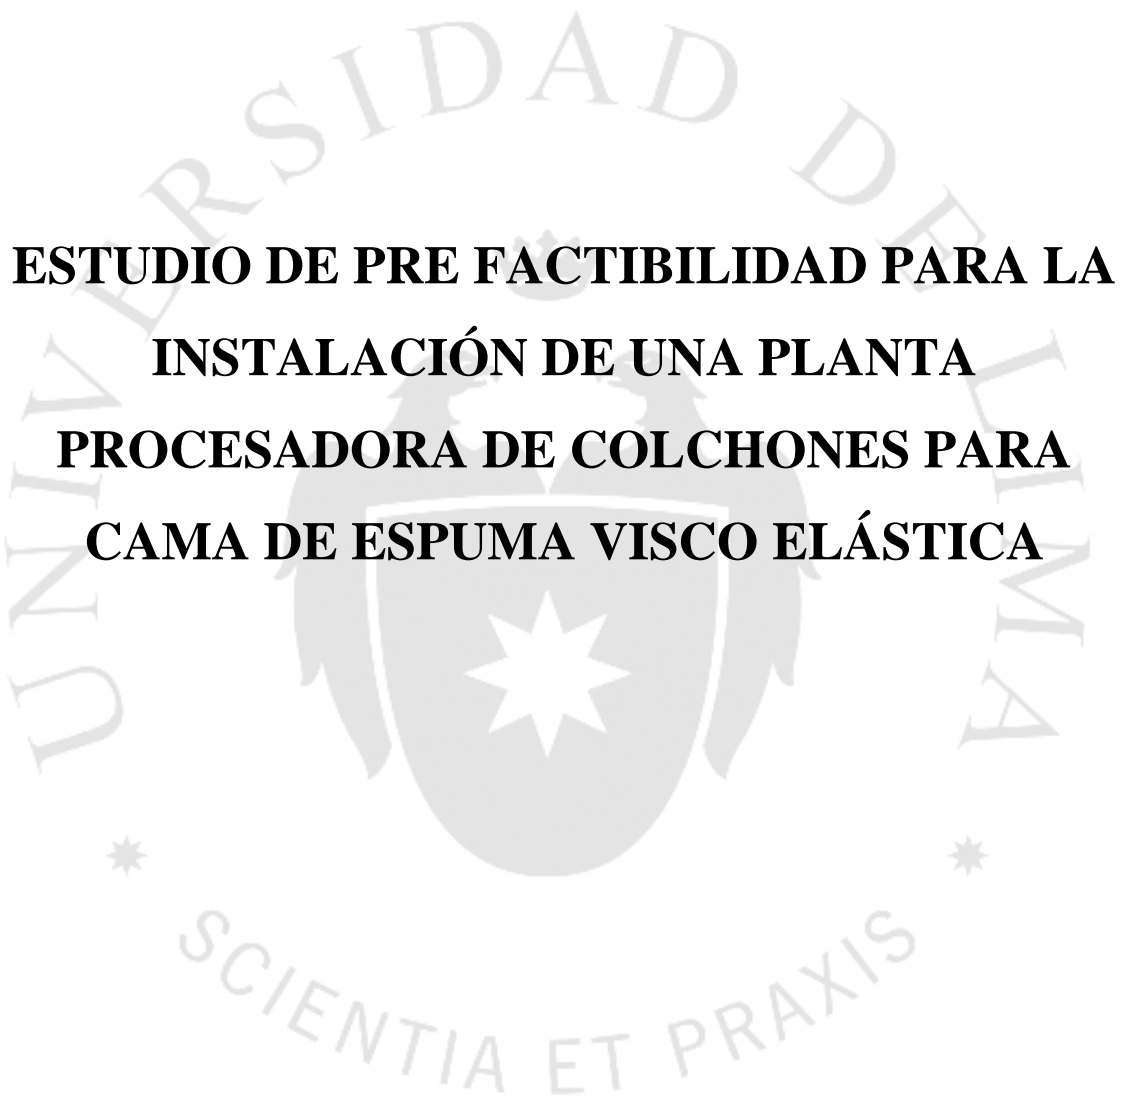 UNIVERSIDAD DE LIMA
ESTUDIO DE PRE FACTIBILIDAD PARA LA
INSTALACIÓN DE UNA PLANTA
PROCESADORA DE COLCHONES PARA
CAMA DE ESPUMA VISCO ELÁSTICA
SCIENTIA ET PRAXIS